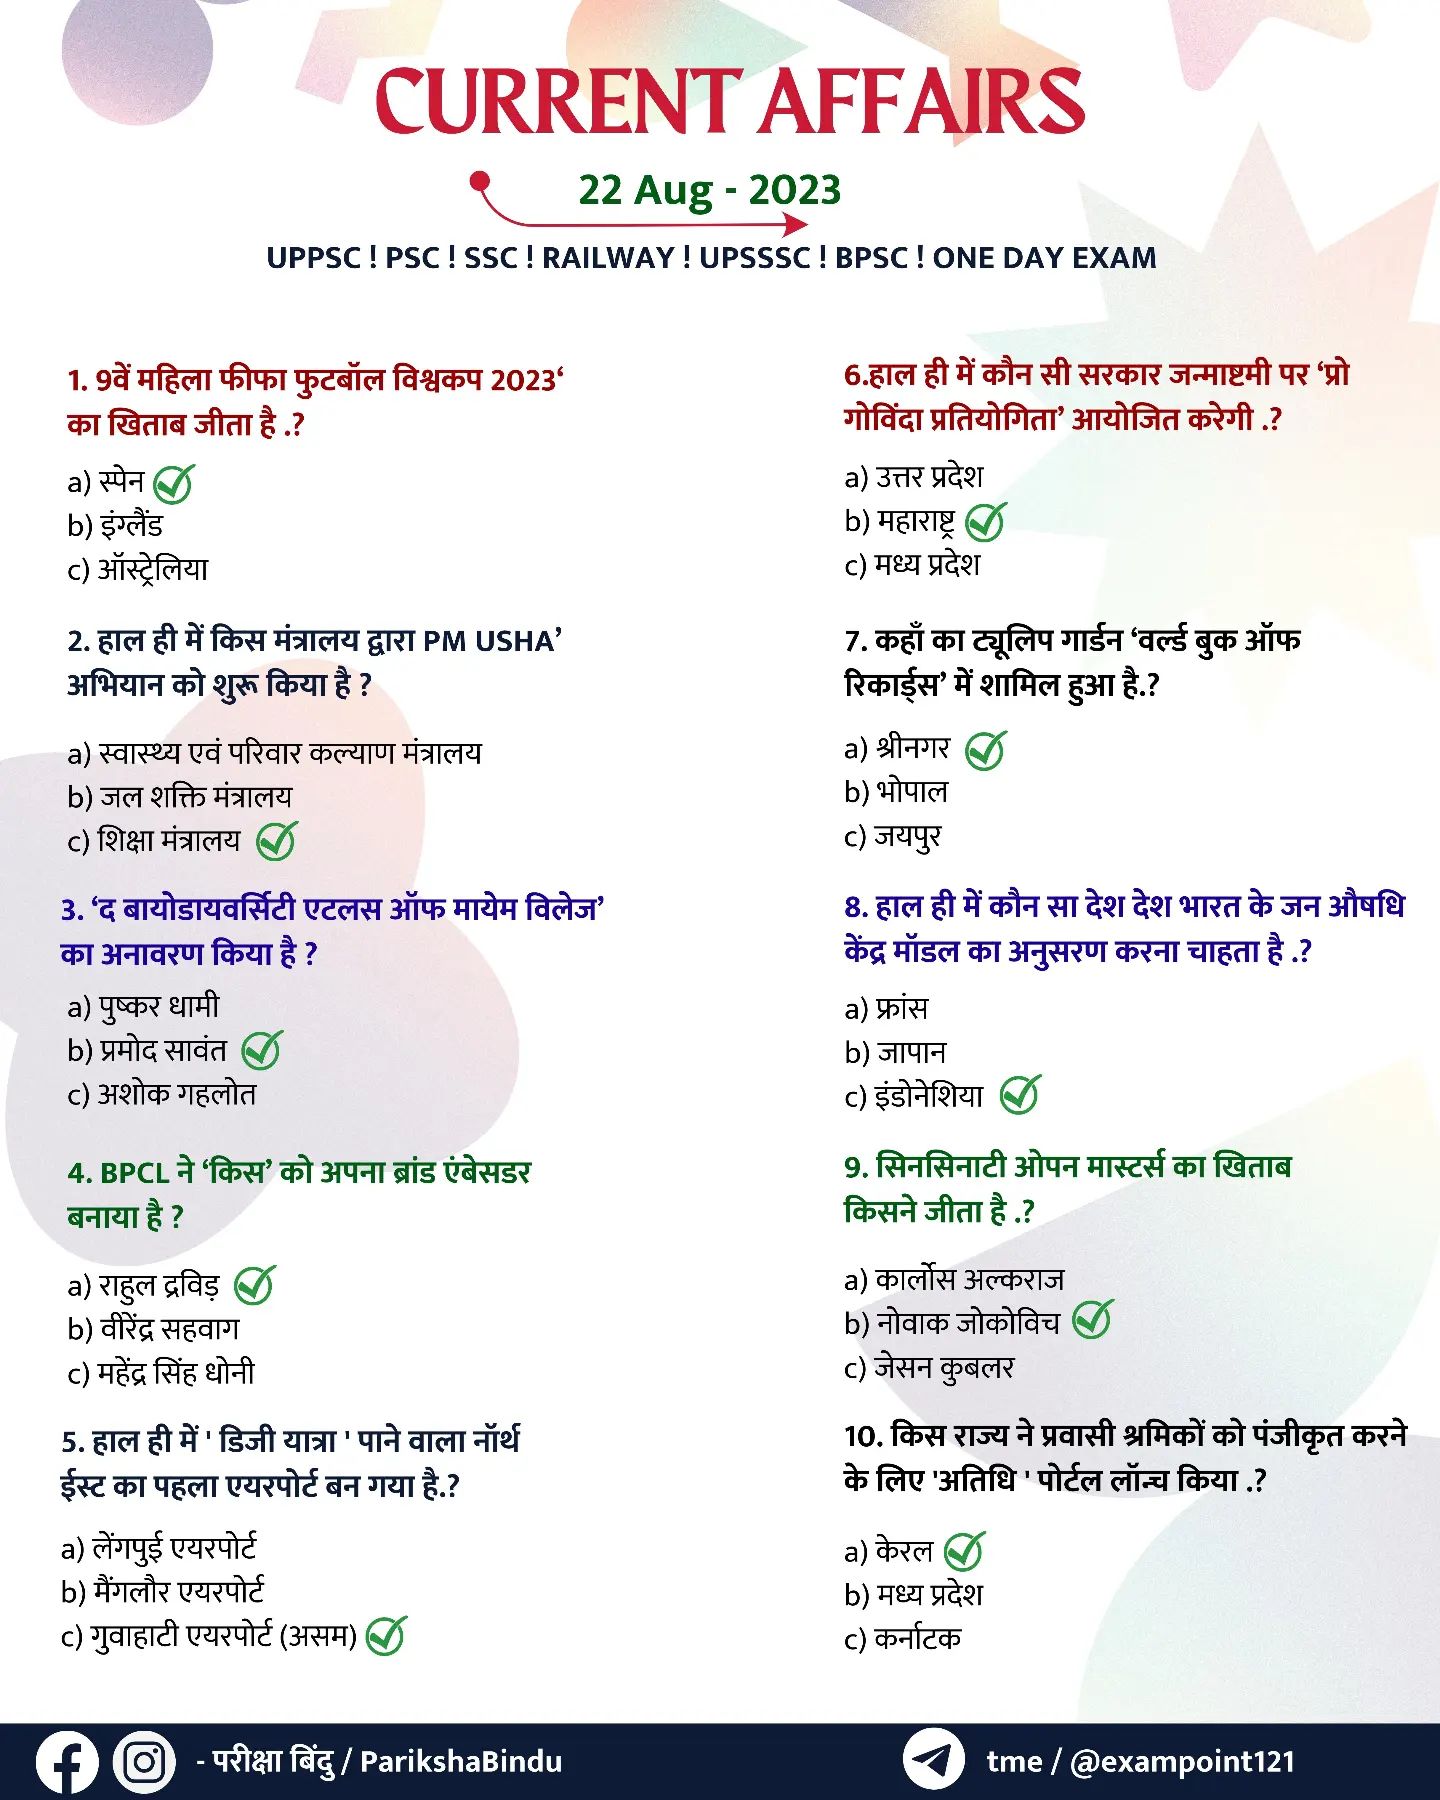 CURRENT AFFAIRS
22 Aug - 2023
UPPSC ! PSC ! SSC ! RAILWAY ! UPSSSC ! BPSC ! ONE DAY EXAM
1. 9वें महिला फीफा फुटबॉल विश्वकप 2023‘
का खिताब जीता है .?
a) स्पेन
b) इंग्लैंड
c) ऑस्ट्रेलिया
2. हाल ही में किस मंत्रालय द्वारा PM USHA’
अभियान को शुरू किया है ?
a) स्वास्थ्य एवं परिवार कल्याण मंत्रालय
b) जल शक्ति मंत्रालय
c) शिक्षा मंत्रालय
3. ‘द बायोडायवर्सिटी एटलस ऑफ मायेम विलेज’
का अनावरण किया है ?
a) पुष्कर धामी
b) प्रमोद सावंत
c) अशोक गहलोत
4. BPCL ने ‘किस’ को अपना ब्रांड एंबेसडर
बनाया है ?
a) राहुल द्रविड़
b) वीरेंद्र सहवाग
c) महेंद्र सिंह धोनी
5. हाल ही में ' डिजी यात्रा ' पाने वाला नॉर्थ
ईस्ट का पहला एयरपोर्ट बन गया है.?
a) लेंगपुई एयरपोर्ट
b) मैंगलौर एयरपोर्ट
c) गुवाहाटी एयरपोर्ट (असम)
6.हाल ही में कौन सी सरकार जन्माष्टमी पर ‘प्रो
गोविंदा प्रतियोगिता’ आयोजित करेगी .?
a) उत्तर प्रदेश
b) महाराष्ट्र
c) मध्य प्रदेश
7. कहाँ का ट्यूलिप गार्डन ‘वर्ल्ड बुक ऑफ
रिकार्ड्स’ में शामिल हुआ है.?
a) श्रीनगर
b) भोपाल
c) जयपुर
8. हाल ही में कौन सा देश देश भारत के जन औषधि
केंद्र मॉडल का अनुसरण करना चाहता है .?
a) फ्रांस
b) जापान
c) इंडोनेशिया
9. सिनसिनाटी ओपन मास्टर्स का खिताब
किसने जीता है .?
a) कार्लोस अल्कराज
b) नोवाक जोकोविच
c) जेसन कुबलर
10. किस राज्य ने प्रवासी श्रमिकों को पंजीकृत करने
के लिए 'अतिधि ' पोर्टल लॉन्च किया .?
a) केरल
b) मध्य प्रदेश
c) कर्नाटक
- परीक्षा बिंदु / ParikshaBindu
tme / @exampoint121